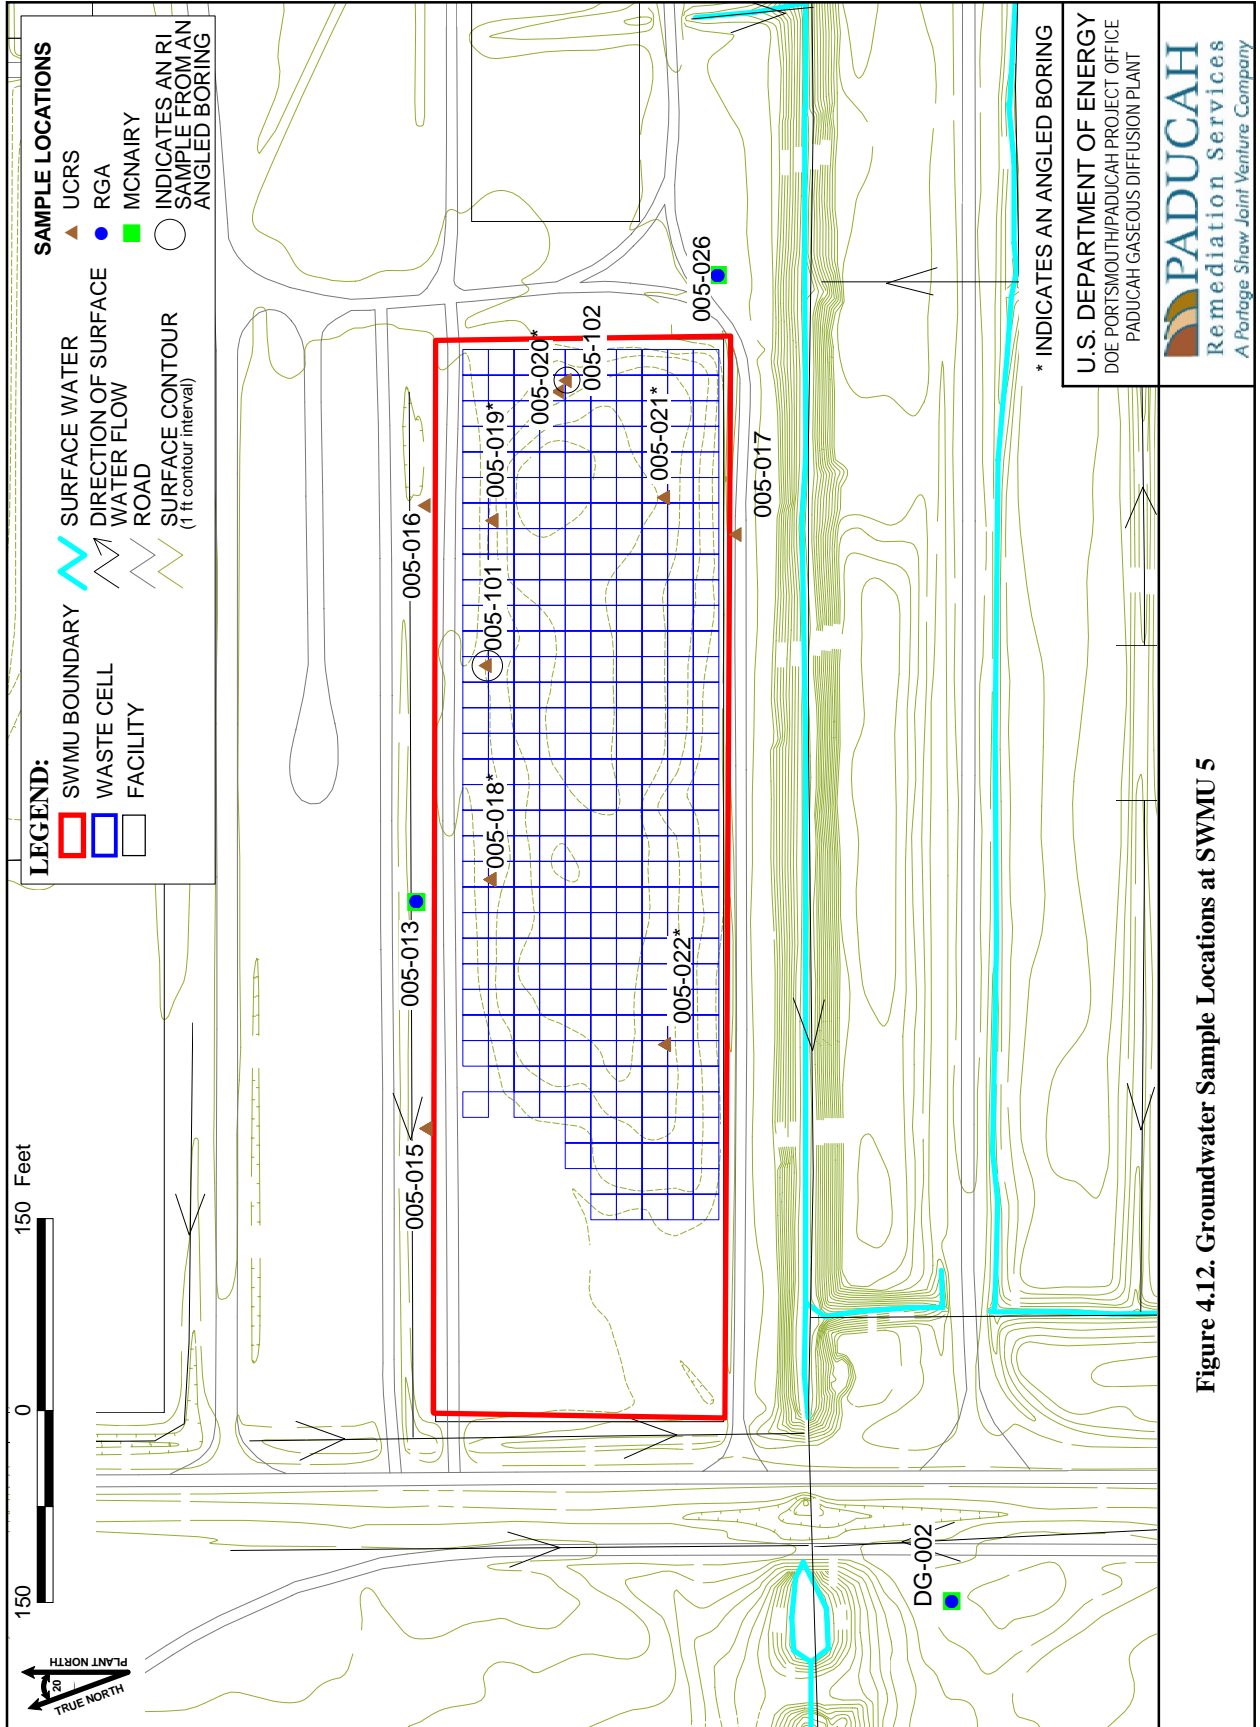 LEGEND:
SWMU BOUNDARY
WASTE CELL
FACILITY
SURFACE WATER
DIRECTION OF SURFACE
WATER FLOW
ROAD
SURFACE CONTOUR
(1 ft contour interval)
SAMPLE LOCATIONS
UCRS
RGA
MCNAIRY
INDICATES AN RI
SAMPLE FROM AN
ANGLED BORING
150
0
150 Feet
PLANT NORTH
20
TRUE NORTH
005-015
005-013
005-016
005-018*
005-101
005-019*
005-020*
005-102
005-022*
005-021*
005-017
005-026
DG-002
* INDICATES AN ANGLED BORING
U.S. DEPARTMENT OF ENERGY
DOE PORTSMOUTH/PADUCAH PROJECT OFFICE
PADUCAH GASEOUS DIFFUSION PLANT
PADUCAH
Remediation Services
A Portage Shaw Joint Venture Company
Figure 4.12. Groundwater Sample Locations at SWMU 5